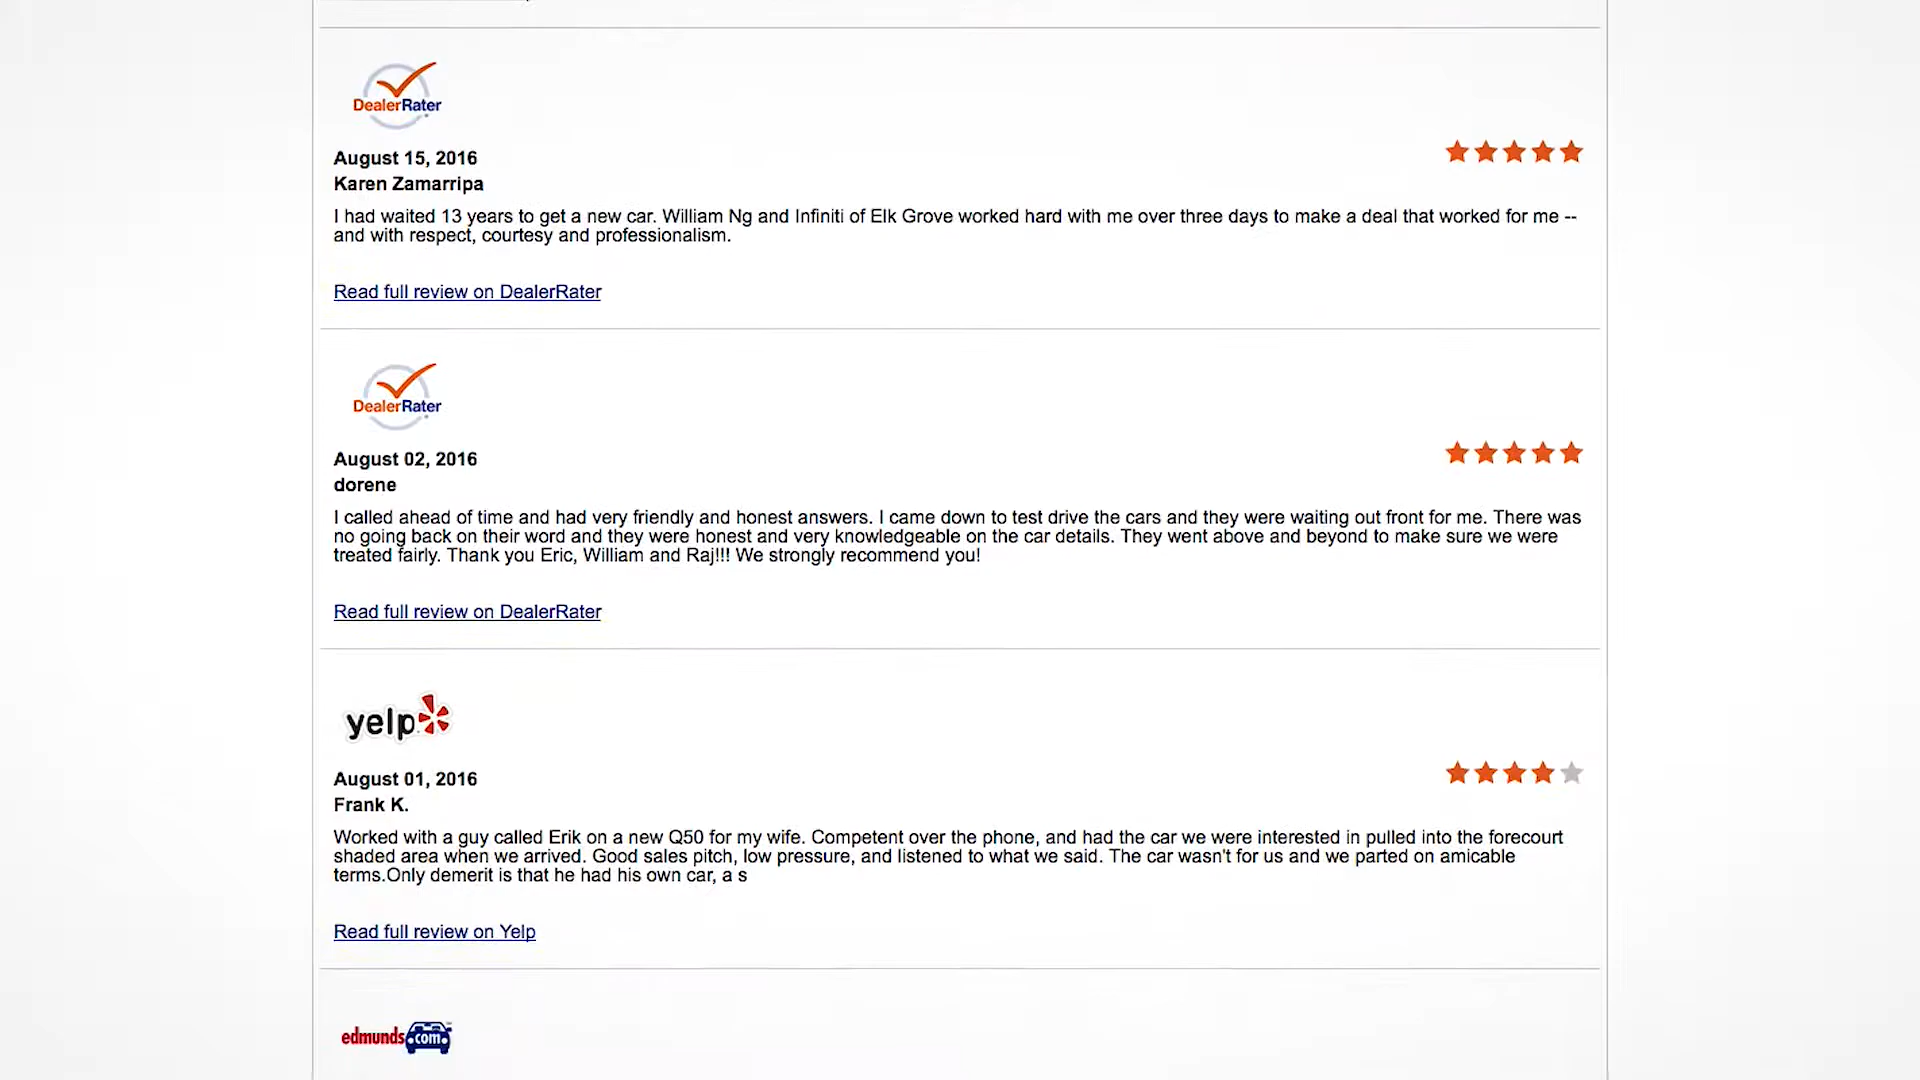 DealerRater
August 15, 2016
Karen Zamarripa
I had waited 13 years to get a new car. William Ng and Infiniti of Elk Grove worked hard with me over three days to make a deal that worked for me --
and with respect, courtesy and professionalism.
Read full review on DealerRater
DealerRater
August 02, 2016
dorene
I called ahead of time and had very friendly and honest answers. I came down to test drive the cars and they were waiting out front for me. There was
no going back on their word and they were honest and very knowledgeable on the car details. They went above and beyond to make sure we were
treated fairly. Thank you Eric, William and Raj!!! We strongly recommend you!
Read full review on DealerRater
yelp
August 01, 2016
Frank K.
Worked with a guy called Erik on a new Q50 for my wife. Competent over the phone, and had the car we were interested in pulled into the forecourt
shaded area when we arrived. Good sales pitch, low pressure, and listened to what we said. The car wasn't for us and we parted on amicable
terms.Only demerit is that he had his own car, a s
Read full review on Yelp
edmunds.com